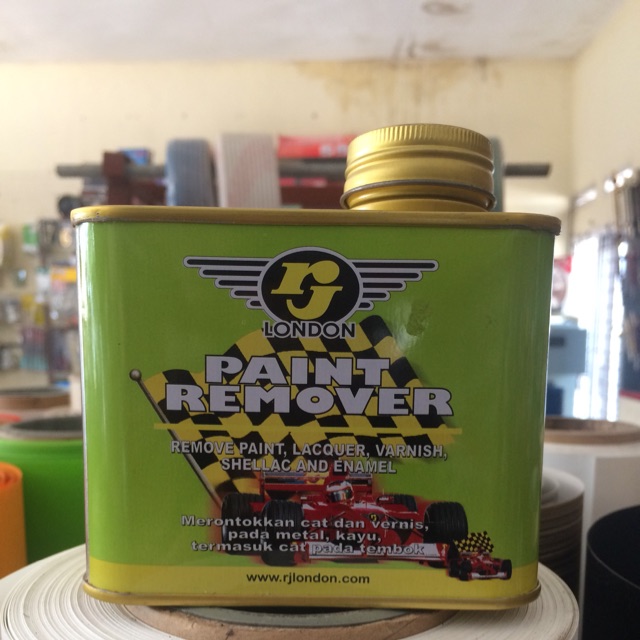 rj
LONDON
PAINT
REMOVER
REMOVE PAINT, LACQUER, VARNISH,
SHELLAC AND ENAMEL
Merontokkan cat dan vernis,
pada metal, kayu,
termasuk cat pada tembok
www.rjlondon.com